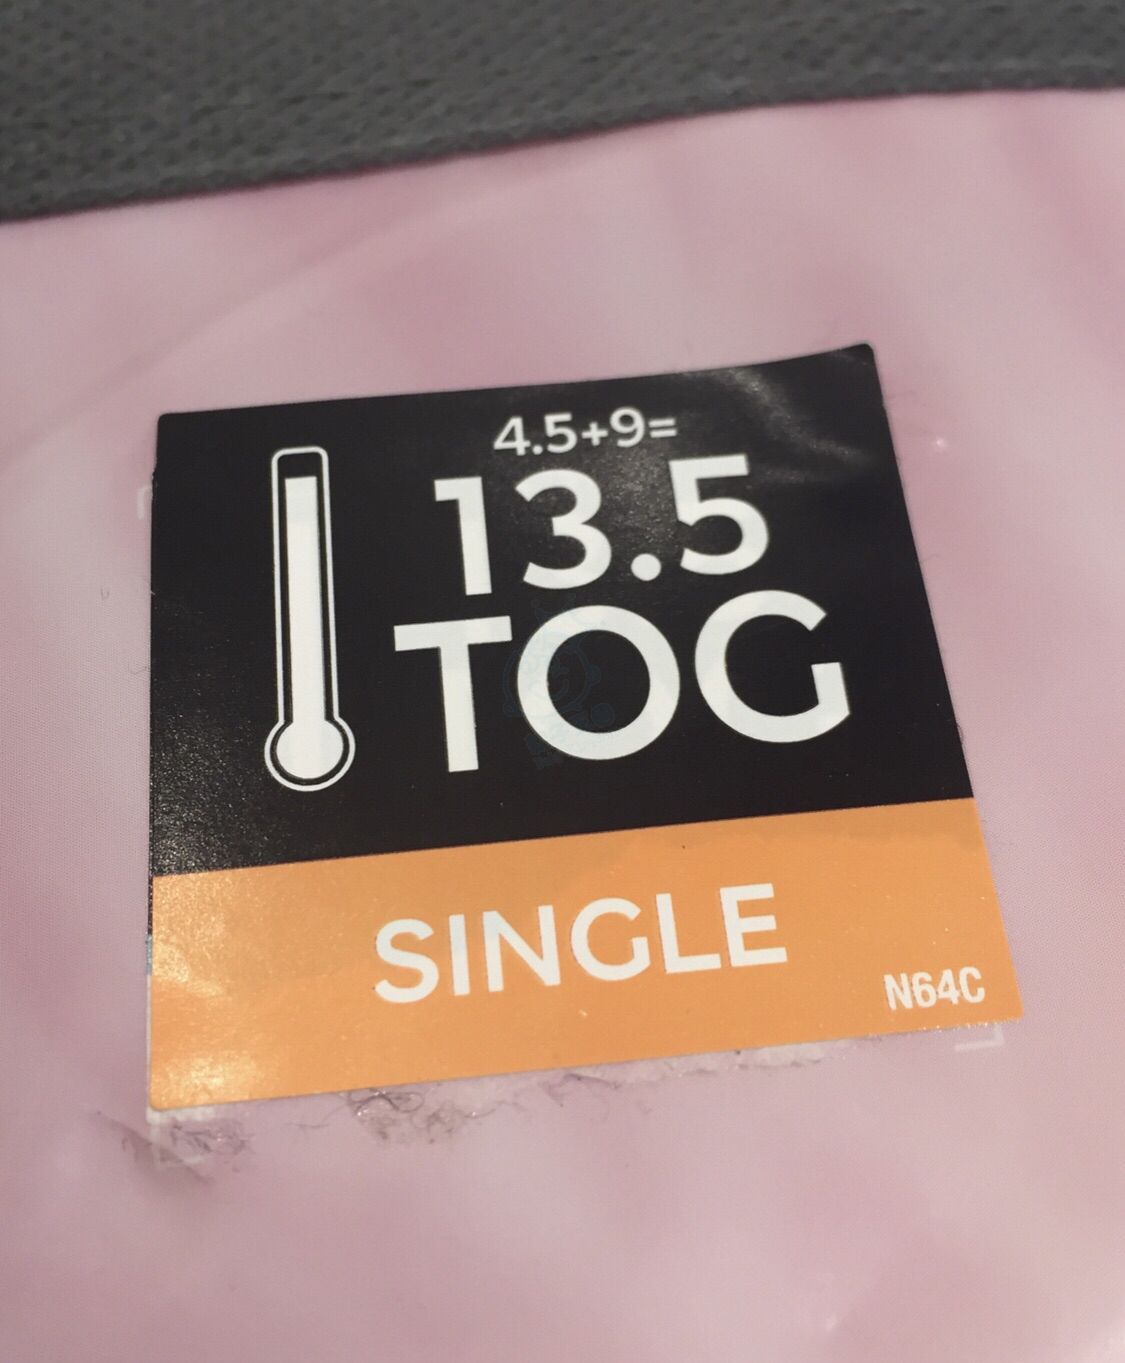 4.5+9=
13.5
TOG
SINGLE
N64C